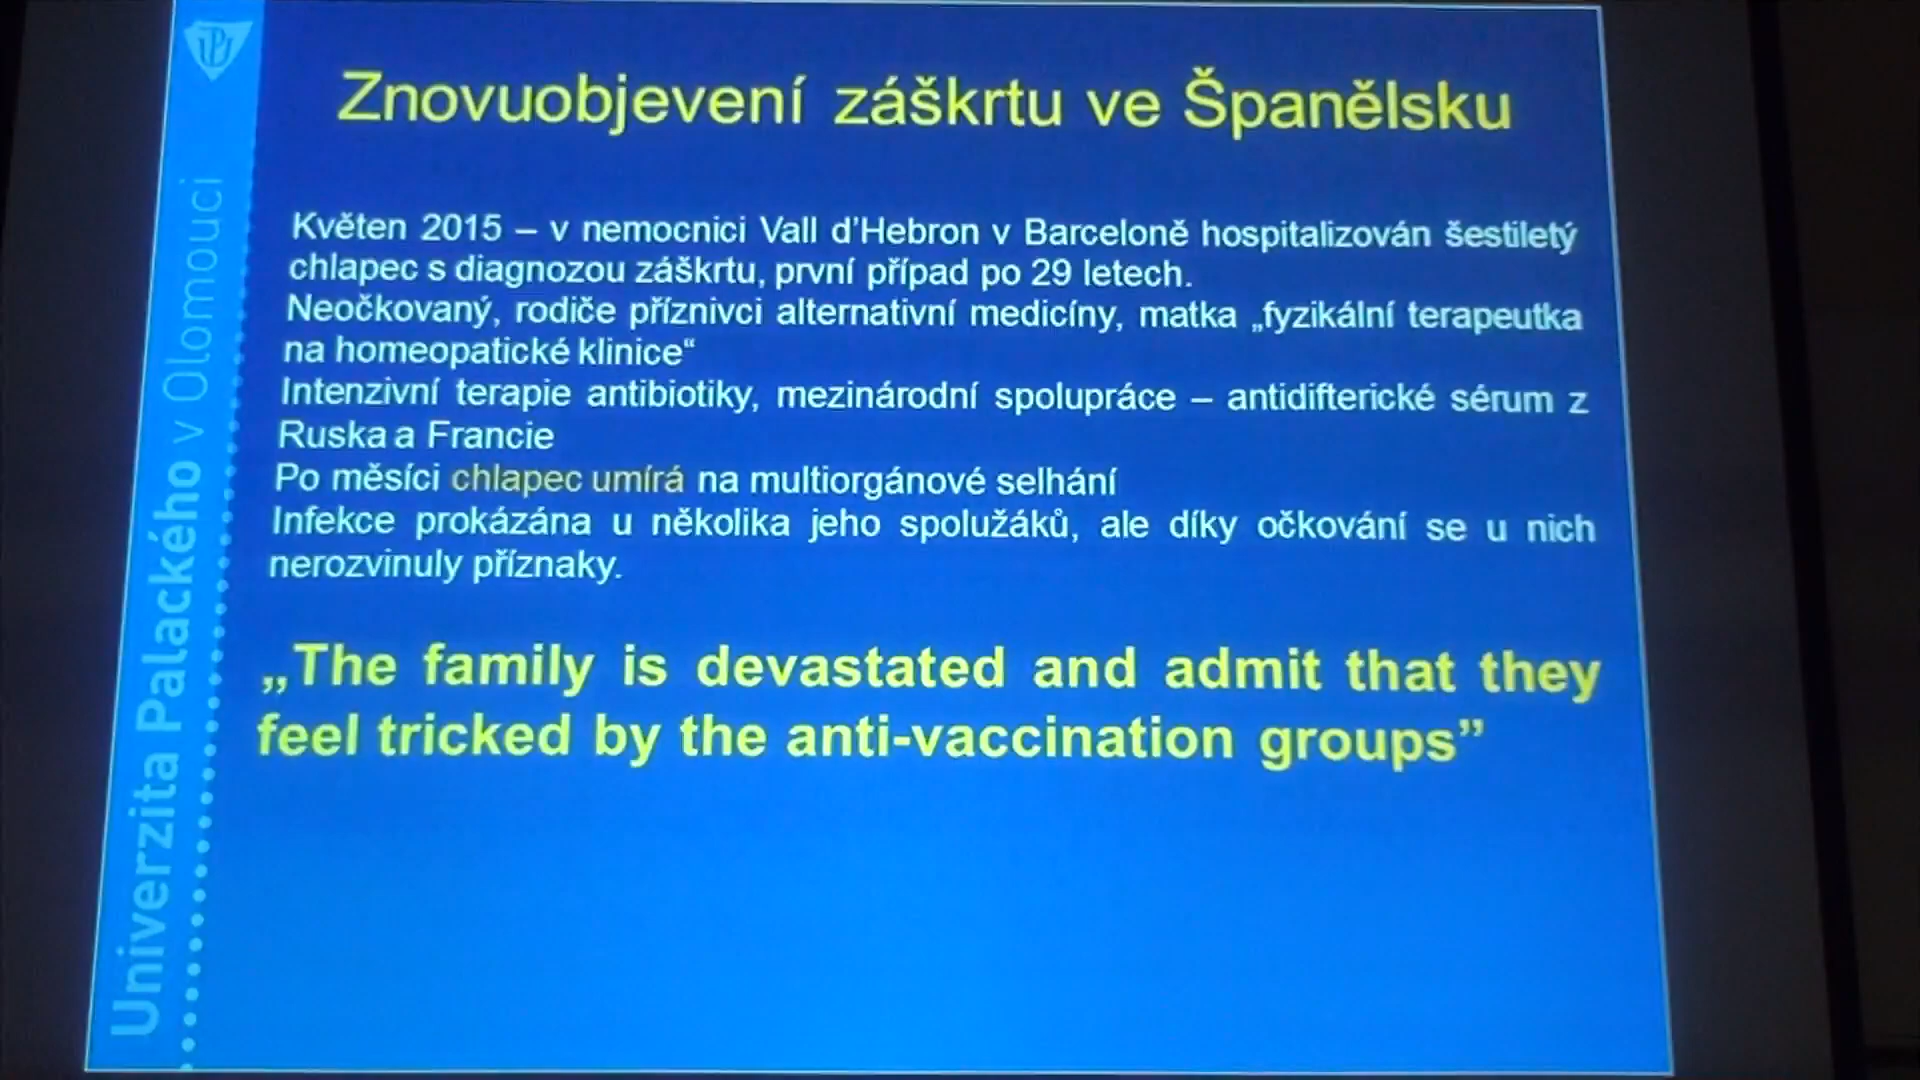 Znovuobjevení záškrtu ve Španělsku
Květen 2015 – v nemocnici Vall d’Hebron v Barceloně hospitalizován šestiletý
chlapec s diagnozou záškrtu, první případ po 29 letech.
Neočkovaný, rodiče příznivci alternativní medicíny, matka „fyzikální terapeutka
na homeopatické klinice“
Intenzivní terapie antibiotiky, mezinárodní spolupráce – antidifterické sérum z
Ruska a Francie
Po měsíci chlapec umírá na multiorgánové selhání
Infekce prokázána u několika jeho spolužáků, ale díky očkování se u nich
nerozvinuly příznaky.
„The family is devastated and admit that they
feel tricked by the anti-vaccination groups”
Univerzita Palackého v Olomouci
UP